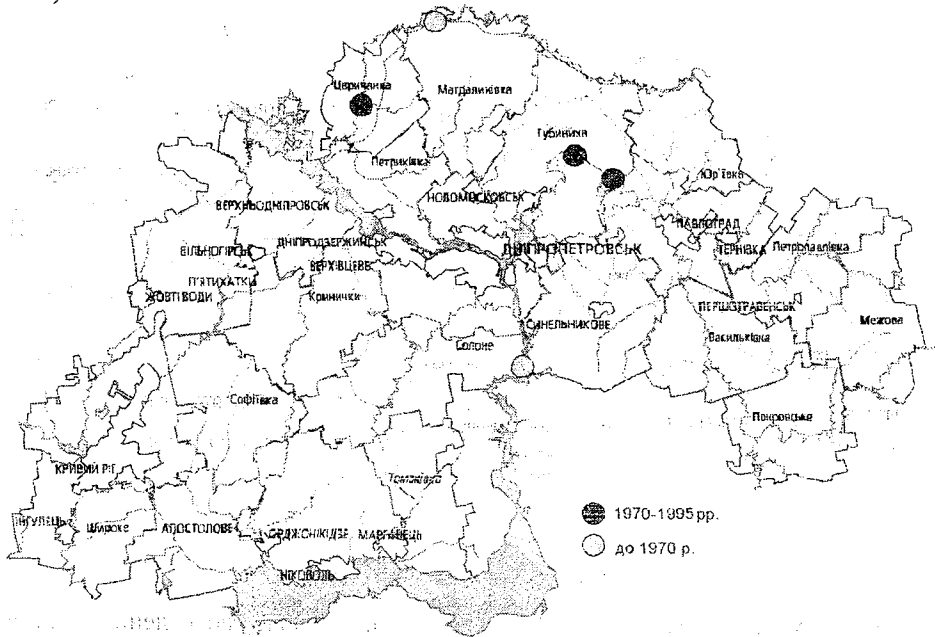 Царичанка
Магдалинівка
Губиниха
Петриківка
Юр'ївка
НОВОМОСКОВСЬК
ВЕРХНЬОДНІПРОВСЬК
ПАВЛОГРАД
ДНІПРОДЗЕРЖИНСЬК
ДНІПРОПЕТРОВСЬК
ТЕРНІВКА
Петропавлівка
ВІЛЬНОГІРСЬК
ВЕРХІВЦЕВЕ
П'ЯТИХАТКИ
ЖОВТІ ВОДИ
Кринички
ПЕРШОТРАВЕНСЬК
СИНЕЛЬНИКОВЕ
Межова
Солоне
Васильківка
Софіївка
Покровське
КРИВИЙ РІГ
Томаківка
1970-1995 рр.
ІНГУЛЕЦЬ
Широке
АПОСТОЛОВЕ
ОРДЖОНІКІДЗЕ
МАРГАНЕЦЬ
до 1970 р.
НІКОПОЛЬ